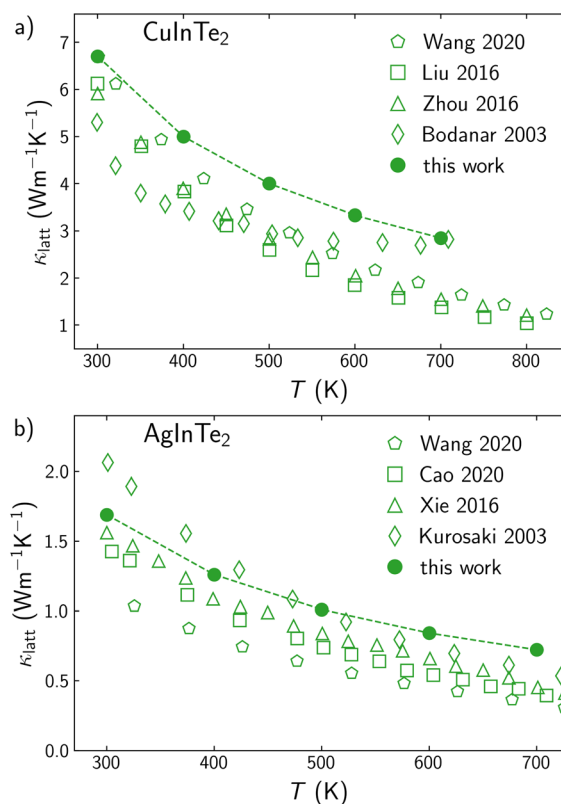 a)
CuInTe2
Wang 2020
Liu 2016
Zhou 2016
Bodanar 2003
this work
κlatt (Wm−1K−1)
7
6
5
4
3
2
1
300 400 500 600 700 800
T (K)
b)
AgInTe2
Wang 2020
Cao 2020
Xie 2016
Kurosaki 2003
this work
κlatt (Wm−1K−1)
2.0
1.5
1.0
0.5
0.0
300 400 500 600 700
T (K)